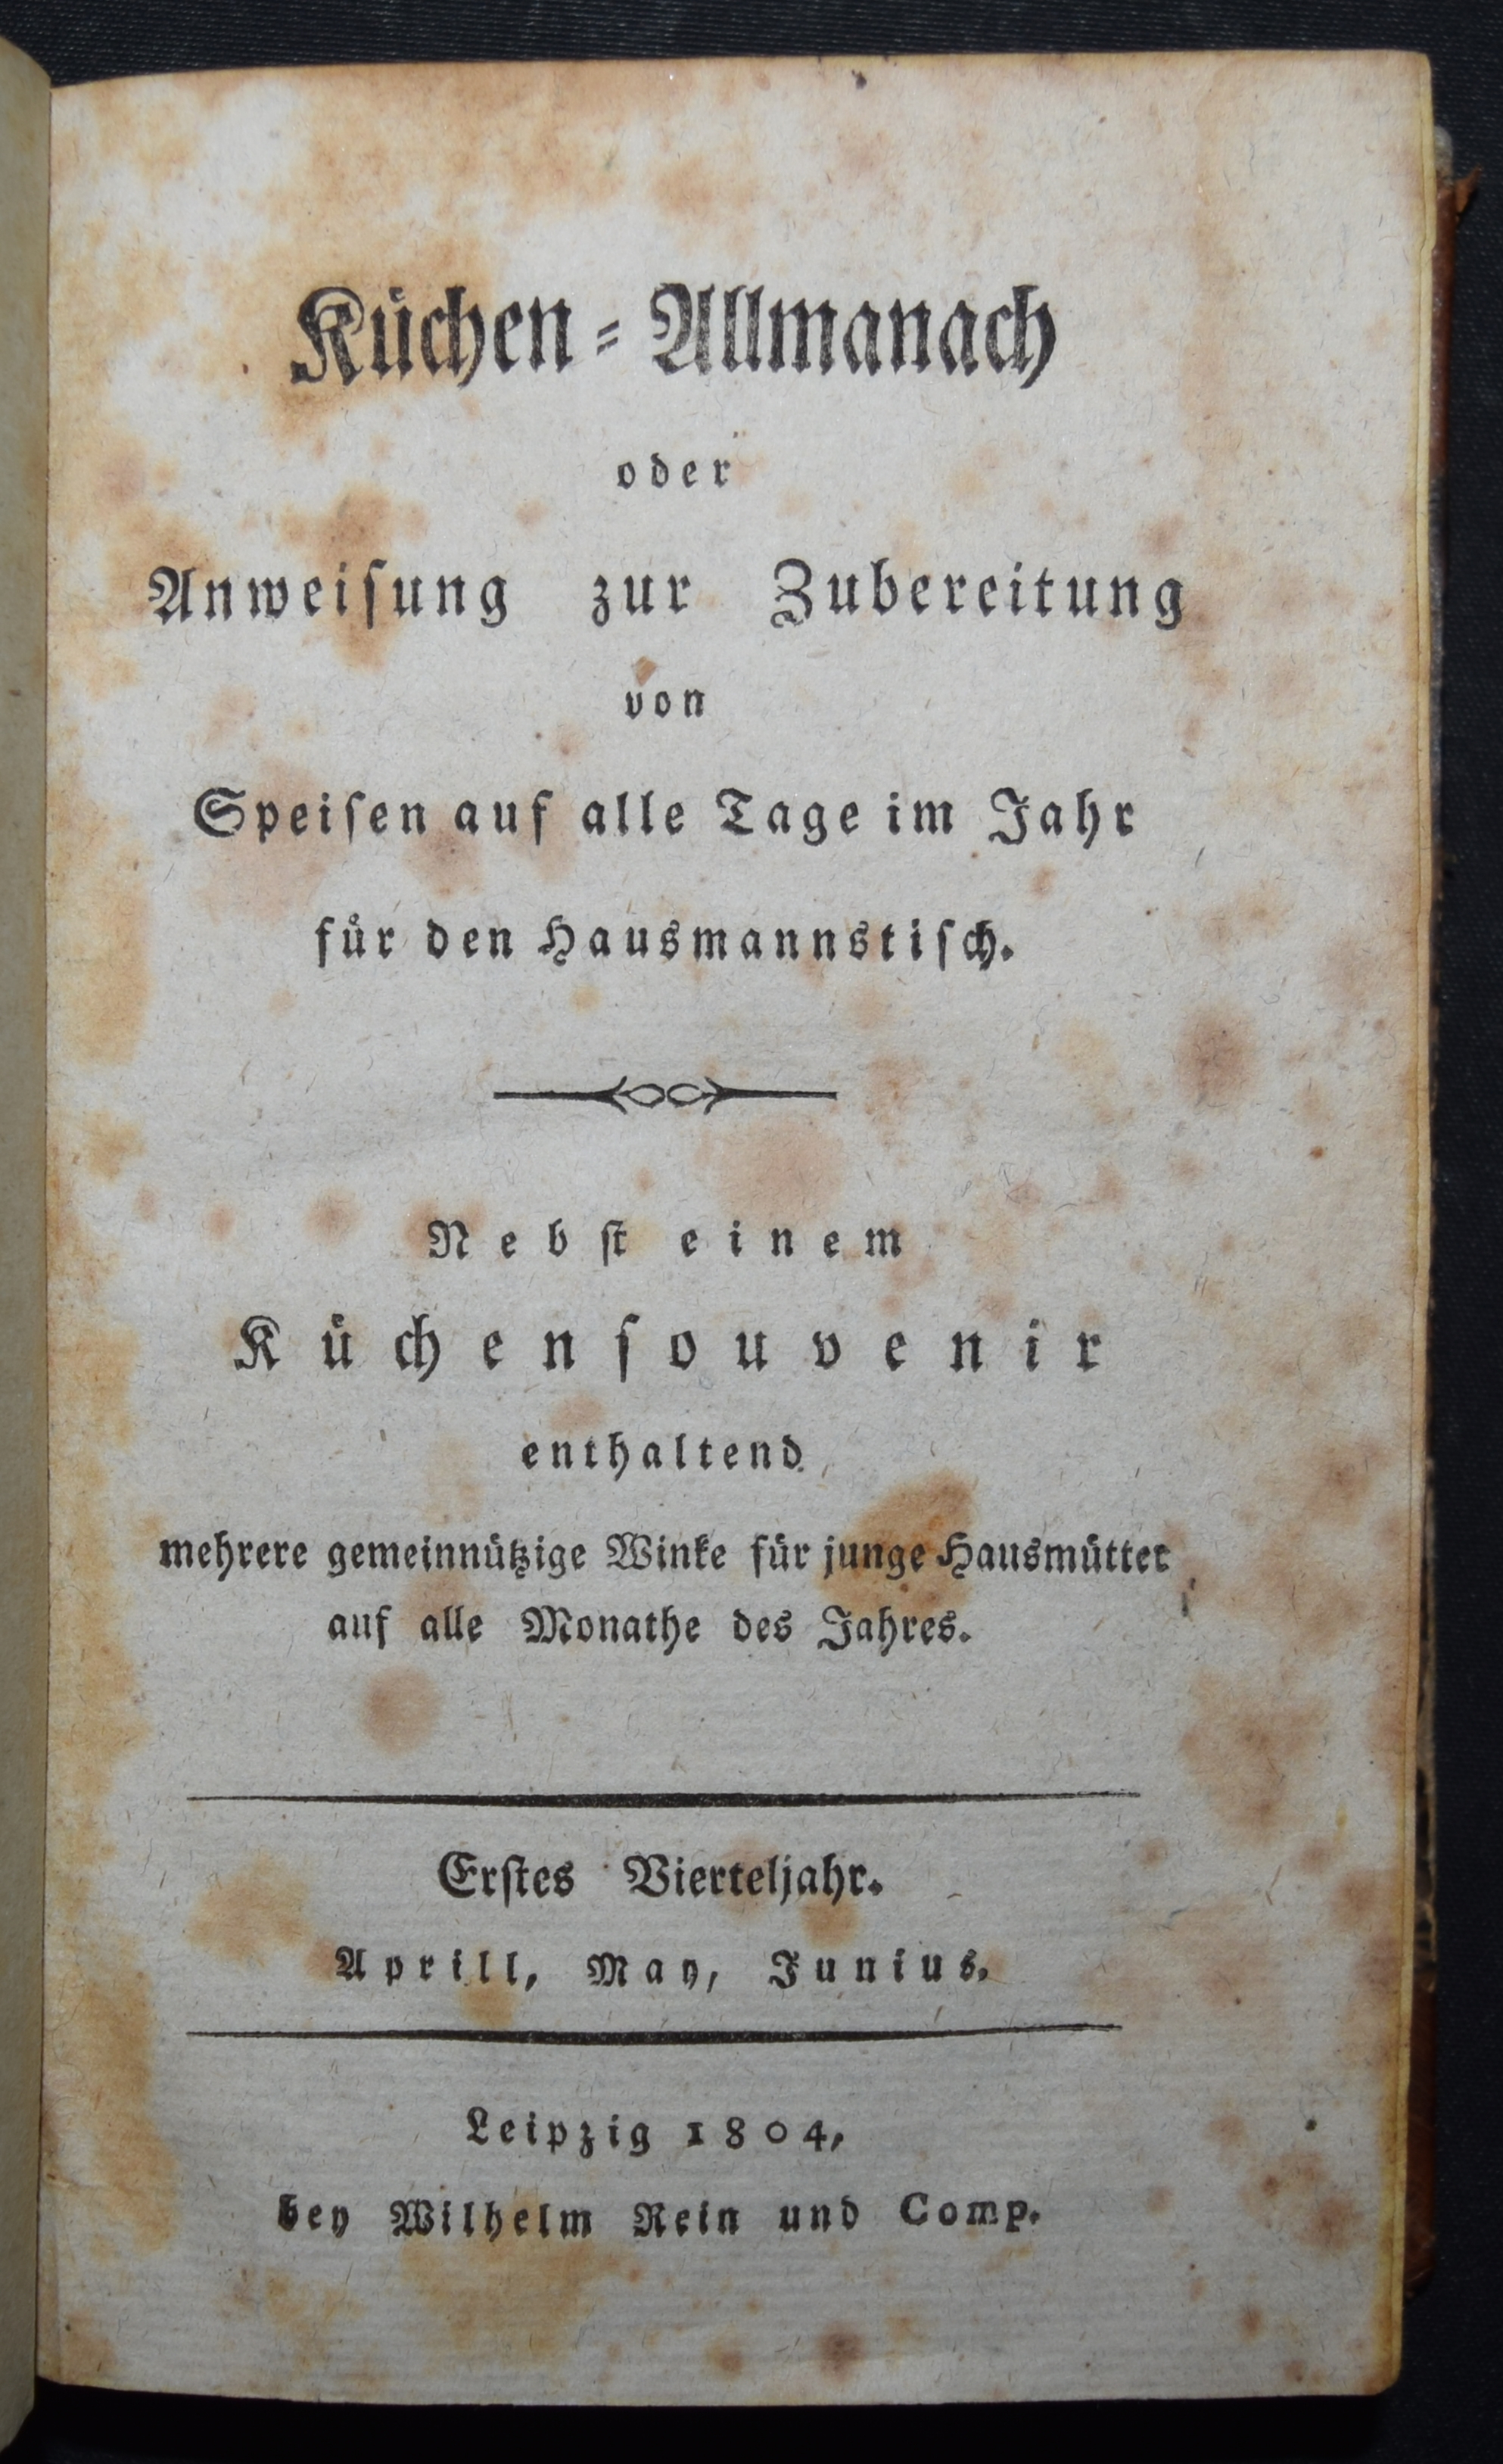 Küchen=Allmanach
oder
Anweiſung zur Zubereitung
von
Speiſen auf alle Tage im Jahr
für den Hausmannstiſch.
Nebſt einem
Küchenſouvenir
enthaltend
mehrere gemeinnützige Winke für junge Hausmütter
auf alle Monathe des Jahres.
Erſtes Vierteljahr.
Aprill, May, Junius.
Leipzig 1804,
bey Wilhelm Rein und Comp.